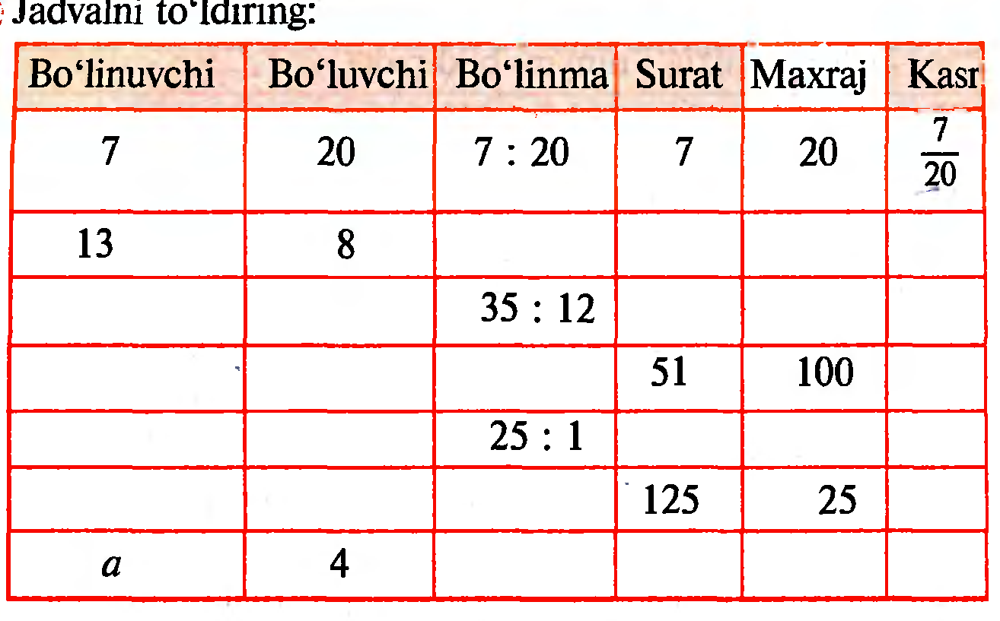 Jadvalni to‘ldiring:
Bo‘linuvchi Bo‘luvchi Bo‘linma Surat Maxraj Kasr
7 20 7 : 20 7 20 7/20
13 8
35 : 12
51 100
25 : 1
125 25
a 4